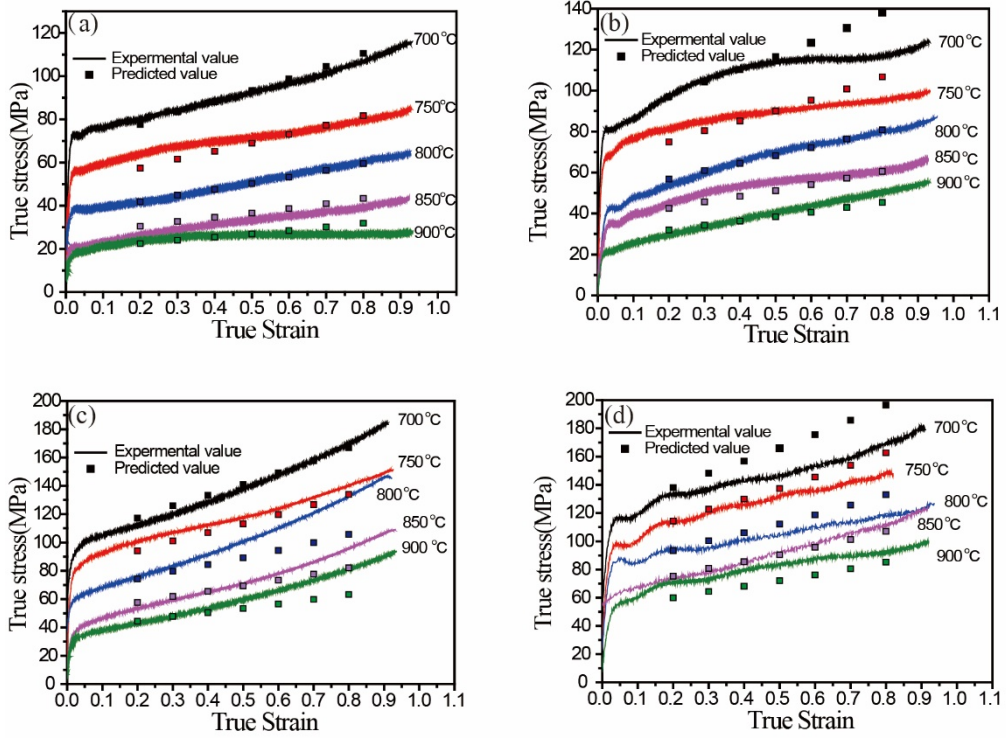 (a)
Expermental value
Predicted value
700°C
750°C
800°C
850°C
900°C
True stress(MPa)
120
100
80
60
40
20
0
0.0 0.1 0.2 0.3 0.4 0.5 0.6 0.7 0.8 0.9 1.0
True Strain
(b)
Expermental value
Predicted value
700°C
750°C
800°C
850°C
900°C
True stress(MPa)
140
120
100
80
60
40
20
0
0.0 0.1 0.2 0.3 0.4 0.5 0.6 0.7 0.8 0.9 1.0 1.1
True Strain
(c)
Expermental value
Predicted value
700°C
750°C
800°C
850°C
900°C
True stress(MPa)
200
180
160
140
120
100
80
60
40
20
0
0.0 0.1 0.2 0.3 0.4 0.5 0.6 0.7 0.8 0.9 1.0 1.1
True Strain
(d)
Expermental value
Predicted value
700°C
750°C
800°C
850°C
900°C
True stress(MPa)
200
180
160
140
120
100
80
60
40
20
0
0.0 0.1 0.2 0.3 0.4 0.5 0.6 0.7 0.8 0.9 1.0 1.1
True Strain